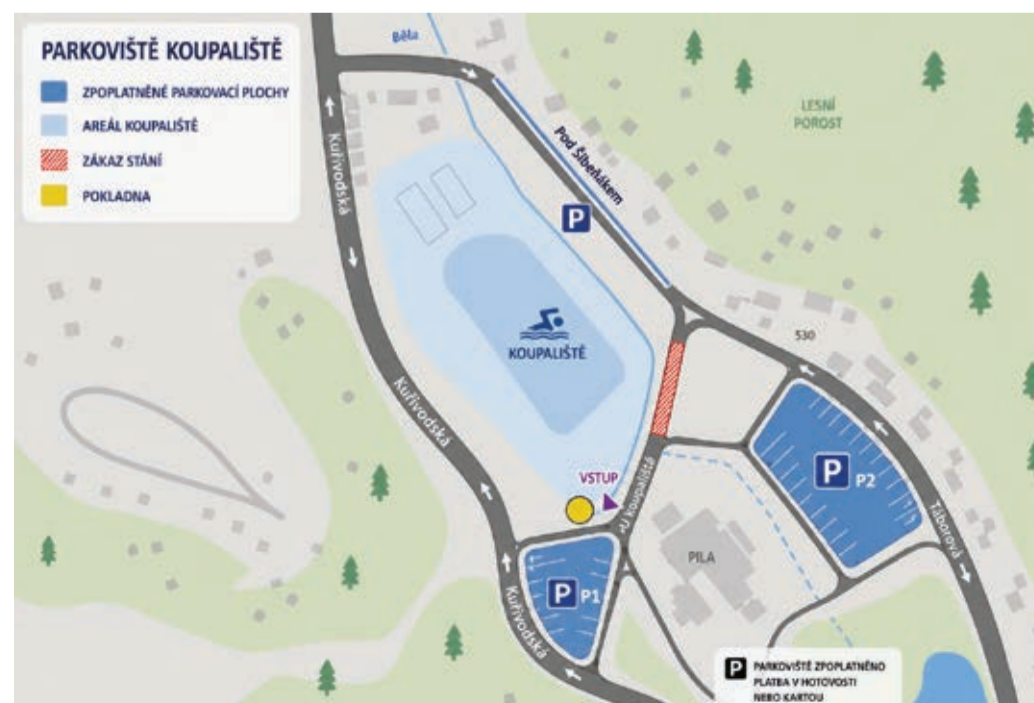 PARKOVIŠTĚ KOUPALIŠTĚ
ZPOPLATNĚNÉ PARKOVACÍ PLOCHY
AREÁL KOUPALIŠTĚ
ZÁKAZ STÁNÍ
POKLADNA
Běla
LESNÍ
POROST
Kuřivodská
Pod Šibeňákem
P
KOUPALIŠTĚ
530
Kuřivodská
VSTUP
U koupaliště
P P2
Táborová
PILA
P P1
Kuřivodská
P PARKOVIŠTĚ ZPOPLATNĚNO
PLATBA V HOTOVOSTI
NEBO KARTOU